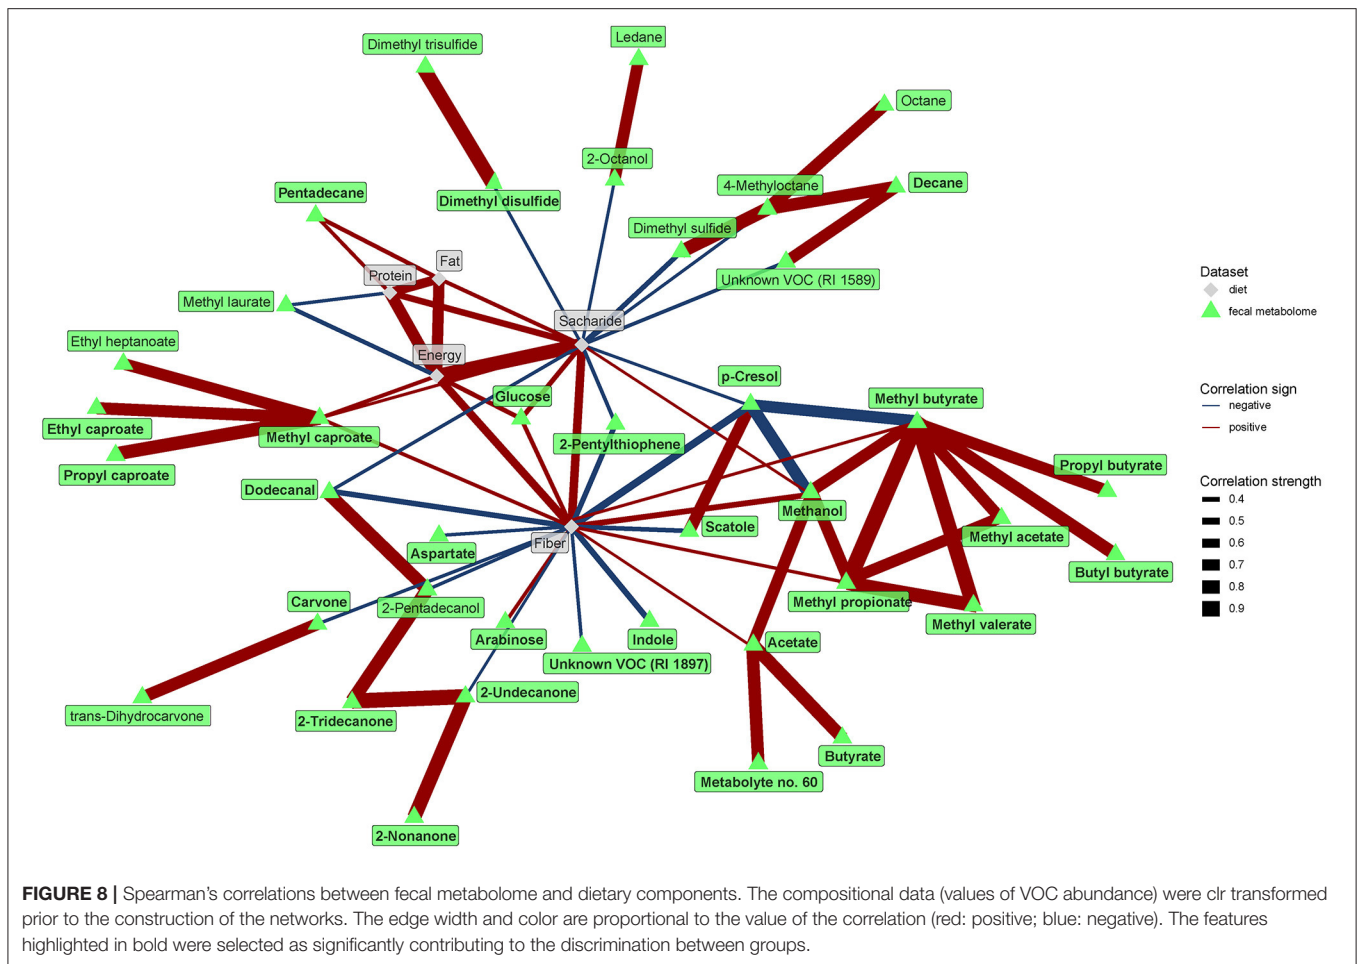 Ledane
Dimethyl trisulfide
Octane
2-Octanol
4-Methyloctane
Decane
Pentadecane
Dimethyl disulfide
Dimethyl sulfide
Fat
Protein
Unknown VOC (RI 1589)
Methyl laurate
Sacharide
Ethyl heptanoate
Energy
p-Cresol
Glucose
Methyl butyrate
Ethyl caproate
Methyl caproate
2-Pentylthiophene
Propyl caproate
Propyl butyrate
Dodecanal
Methanol
Scatole
Methyl acetate
Fiber
Aspartate
Butyl butyrate
Carvone
2-Pentadecanol
Methyl propionate
Methyl valerate
Arabinose
Indole
Acetate
Unknown VOC (RI 1897)
2-Undecanone
trans-Dihydrocarvone
2-Tridecanone
Butyrate
Metabolyte no. 60
2-Nonanone
Dataset
diet
fecal metabolome
Correlation sign
negative
positive
Correlation strength
0.4
0.5
0.6
0.7
0.8
0.9
FIGURE 8 | Spearman's correlations between fecal metabolome and dietary components. The compositional data (values of VOC abundance) were clr transformed
prior to the construction of the networks. The edge width and color are proportional to the value of the correlation (red: positive; blue: negative). The features
highlighted in bold were selected as significantly contributing to the discrimination between groups.